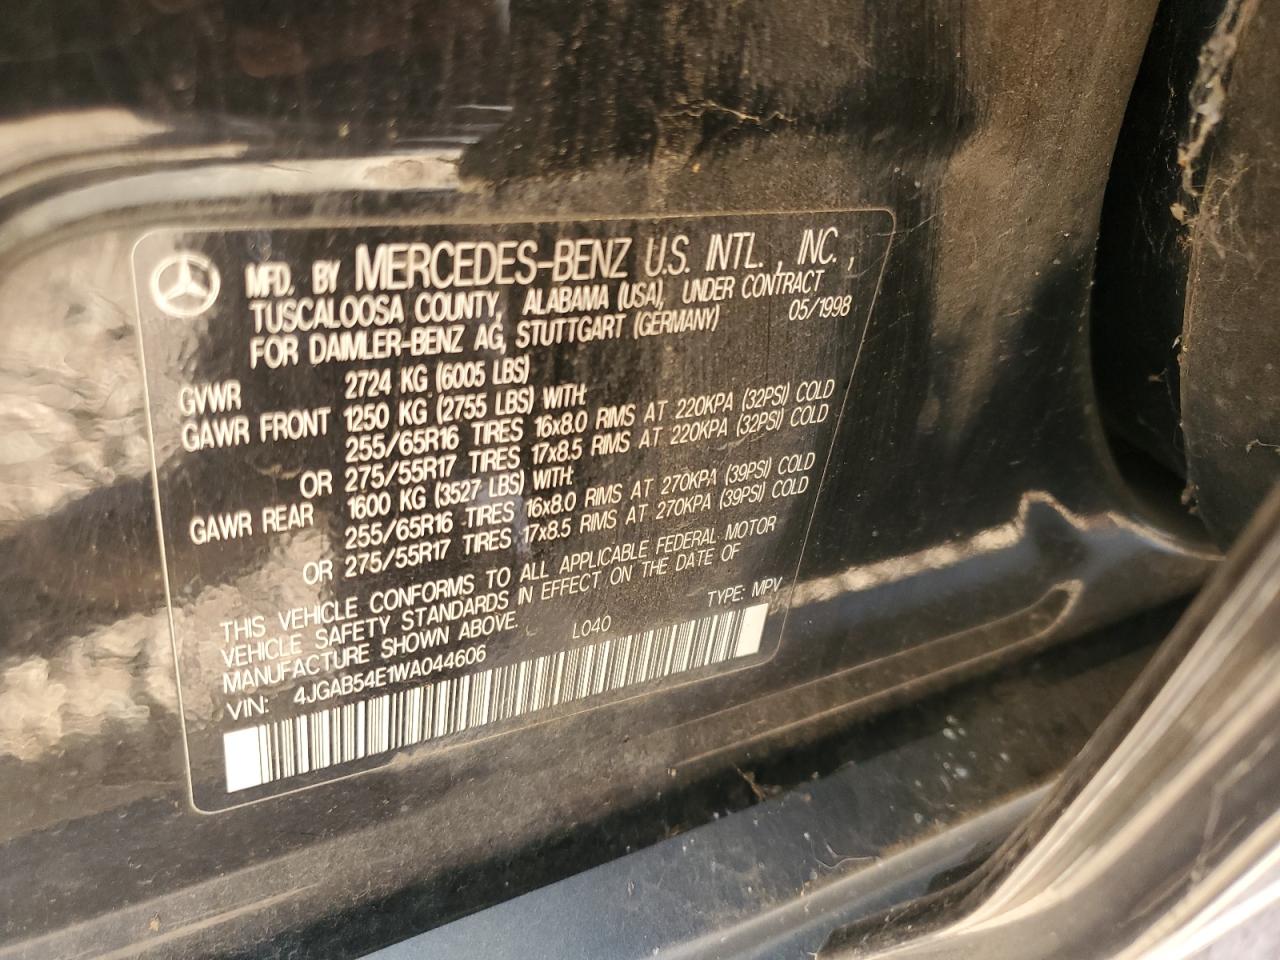 MFD. BY MERCEDES-BENZ U.S. INTL., INC.,
TUSCALOOSA COUNTY, ALABAMA (USA), UNDER CONTRACT
FOR DAIMLER-BENZ AG, STUTTGART (GERMANY) 05/1998
GVWR 2724 KG (6005 LBS)
GAWR FRONT 1250 KG (2755 LBS) WITH:
255/65R16 TIRES 16x8.0 RIMS AT 220KPA (32PSI) COLD
OR 275/55R17 TIRES 17x8.5 RIMS AT 220KPA (32PSI) COLD
GAWR REAR 1600 KG (3527 LBS) WITH:
255/65R16 TIRES 16x8.0 RIMS AT 270KPA (39PSI) COLD
OR 275/55R17 TIRES 17x8.5 RIMS AT 270KPA (39PSI) COLD
THIS VEHICLE CONFORMS TO ALL APPLICABLE FEDERAL MOTOR
VEHICLE SAFETY STANDARDS IN EFFECT ON THE DATE OF
MANUFACTURE SHOWN ABOVE. L040 TYPE: MPV
VIN: 4JGAB54E1WA044606